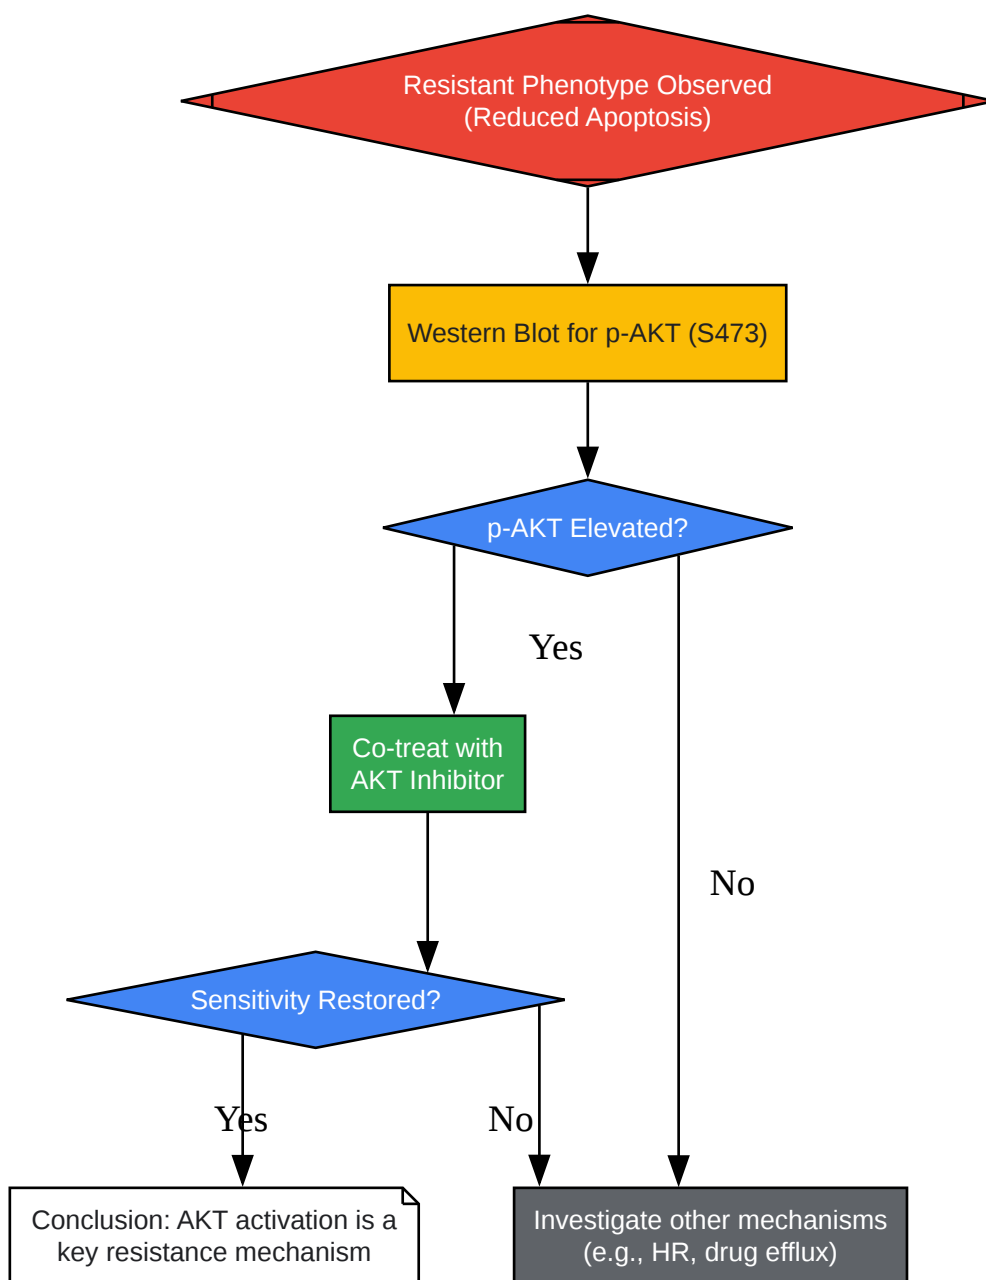 Resistant Phenotype Observed
(Reduced Apoptosis)
Western Blot for p-AKT (S473)
p-AKT Elevated?
Yes
Co-treat with
AKT Inhibitor
No
Sensitivity Restored?
Yes
No
Conclusion: AKT activation is a
key resistance mechanism
Investigate other mechanisms
(e.g., HR, drug efflux)